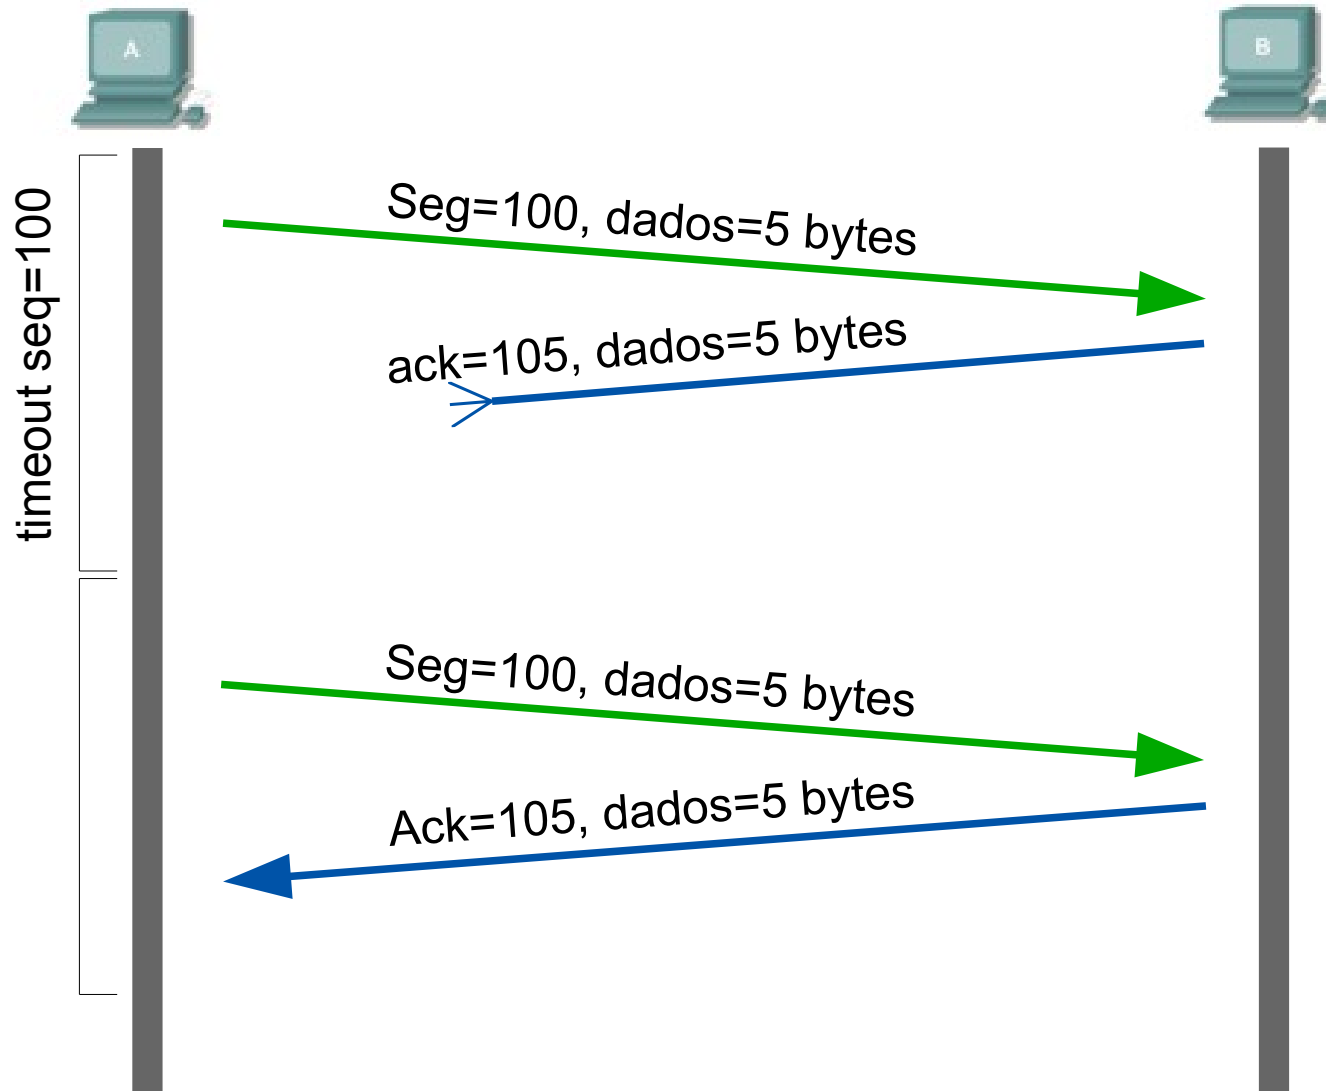 A
B
timeout seq=100
Seg=100, dados=5 bytes
ack=105, dados=5 bytes
Seg=100, dados=5 bytes
Ack=105, dados=5 bytes